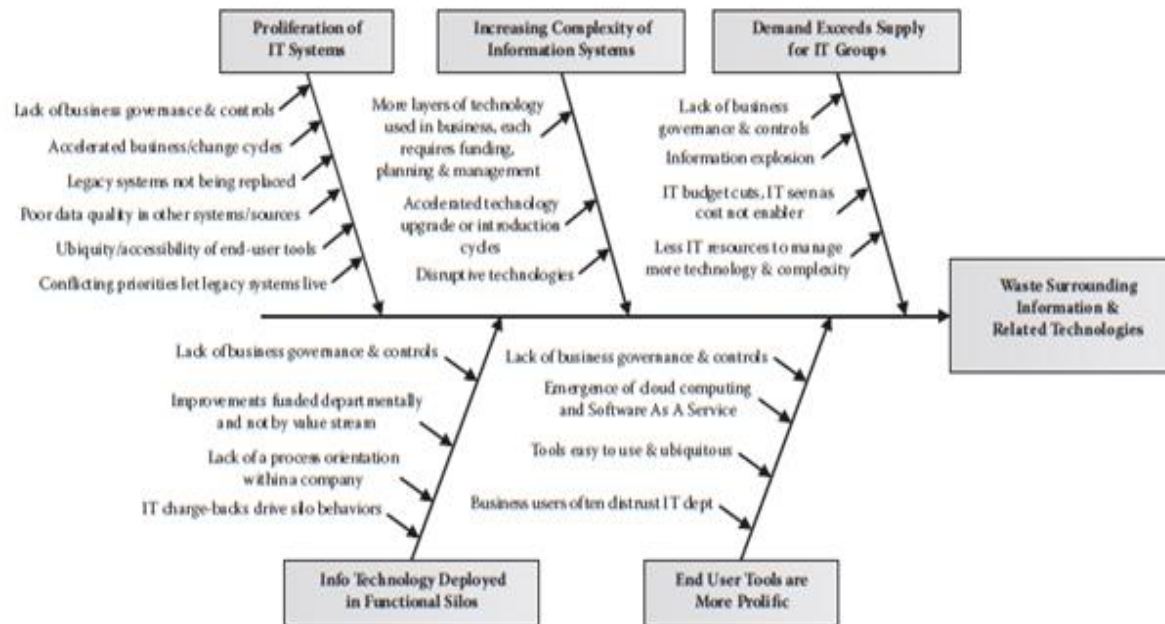 Proliferation of
IT Systems
Increasing Complexity of
Information Systems
Demand Exceeds Supply
for IT Groups
Lack of business governance & controls
Accelerated business/change cycles
Legacy systems not being replaced
Poor data quality in other systems/sources
Ubiquity/accessibility of end-user tools
Conflicting priorities let legacy systems live
More layers of technology
used in business, each
requires funding,
planning & management
Accelerated technology
upgrade or introduction
cycles
Disruptive technologies
Lack of business
governance & controls
Information explosion
IT budget cuts, IT seen as
cost not enabler
Less IT resources to manage
more technology & complexity
Waste Surrounding
Information &
Related Technologies
Lack of business governance & controls
Improvements funded departmentally
and not by value stream
Lack of a process orientation
within a company
IT charge-backs drive silo behaviors
Lack of business governance & controls
Emergence of cloud computing
and Software As A Service
Tools easy to use & ubiquitous
Business users often distrust IT dept
Info Technology Deployed
in Functional Silos
End User Tools are
More Prolific